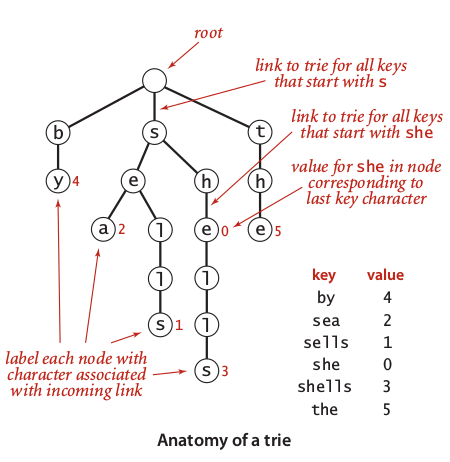 root
link to trie for all keys
that start with s
link to trie for all keys
that start with she
b
s
t
value for she in node
corresponding to
last key character
y 4
e
h
h
a 2
l
e 0
e 5
l
l
key value
by 4
sea 2
s 1
l
sells 1
she 0
label each node with
character associated
with incoming link
s 3
shells 3
the 5
Anatomy of a trie